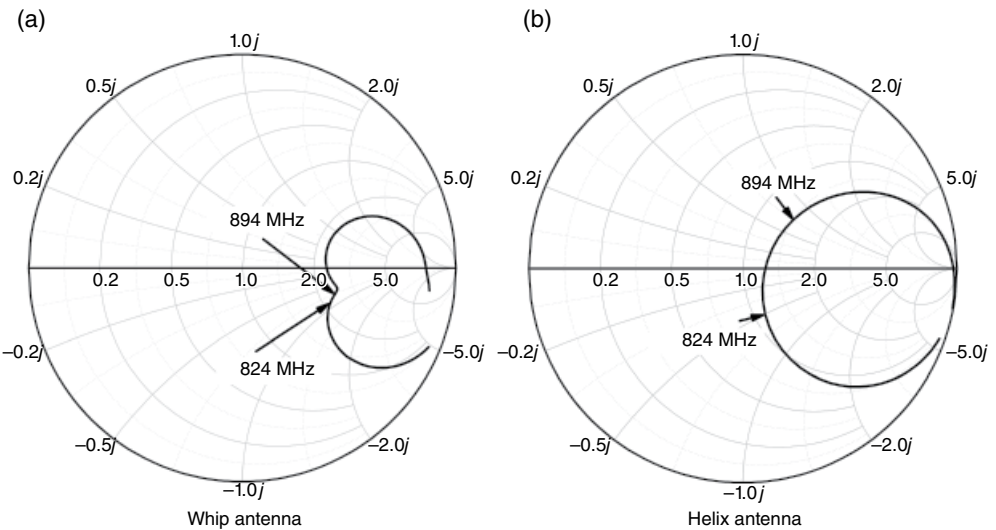 (a)
1.0j
0.5j
2.0j
0.2j
5.0j
894 MHz
0.2 0.5 1.0 2.0 5.0
824 MHz
–0.2j
–5.0j
–0.5j
–2.0j
–1.0j
Whip antenna
(b)
1.0j
0.5j
2.0j
0.2j
5.0j
894 MHz
0.2 0.5 1.0 2.0 5.0
824 MHz
–0.2j
–5.0j
–0.5j
–2.0j
–1.0j
Helix antenna